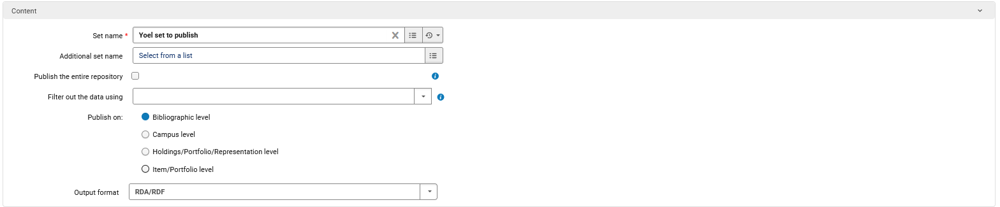 Content
Set name * Yoel set to publish
Additional set name Select from a list
Publish the entire repository
Filter out the data using
Publish on: Bibliographic level
Campus level
Holdings/Portfolio/Representation level
Item/Portfolio level
Output format RDA/RDF